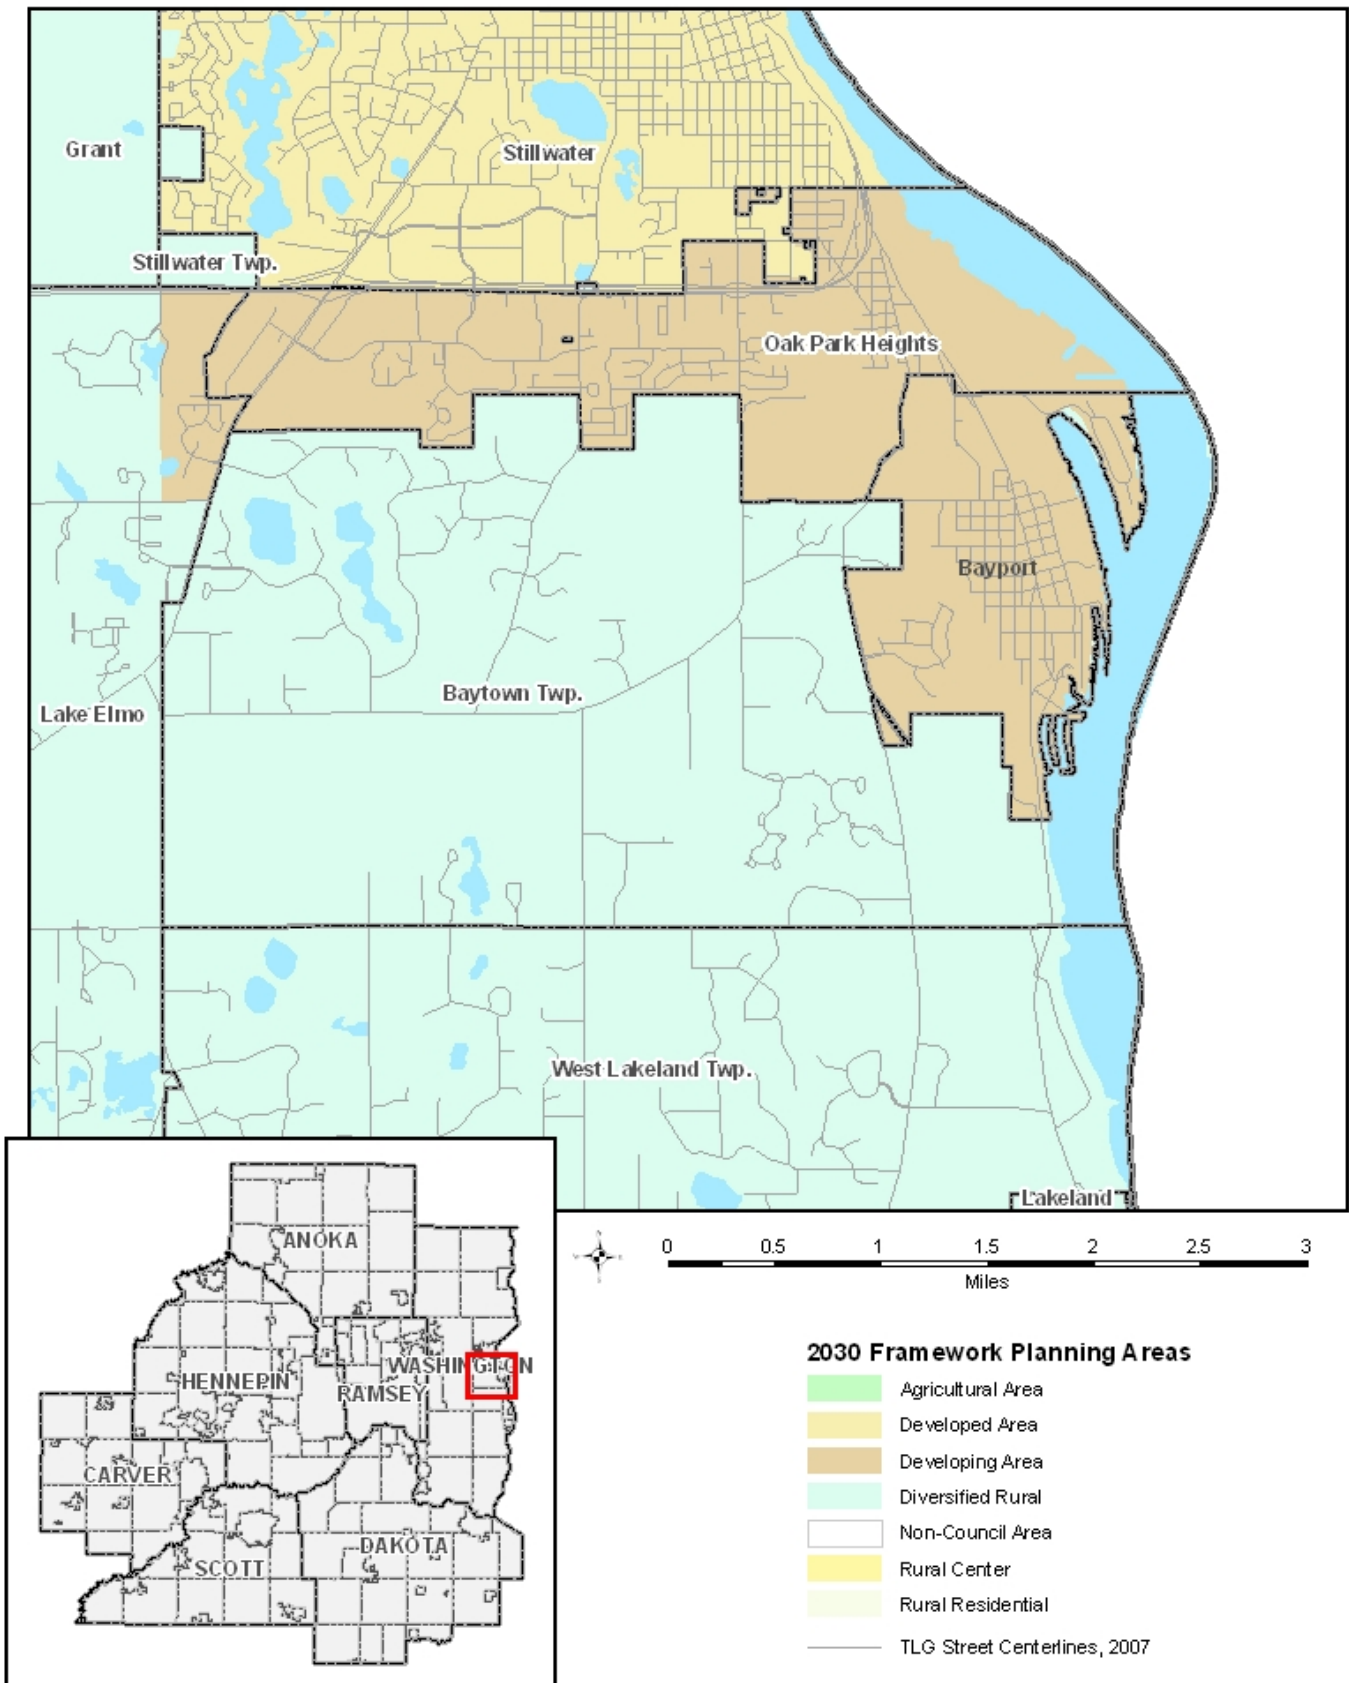 Grant
Stillwater
Stillwater Twp.
Oak Park Heights
Bayport
Baytown Twp.
Lake Elmo
West Lakeland Twp.
Lakeland
ANOKA
WASHINGTON
HENNEPIN
RAMSEY
CARVER
DAKOTA
SCOTT
0 0.5 1 1.5 2 2.5 3
Miles
2030 Framework Planning Areas
Agricultural Area
Developed Area
Developing Area
Diversified Rural
Non-Council Area
Rural Center
Rural Residential
TLG Street Centerlines, 2007